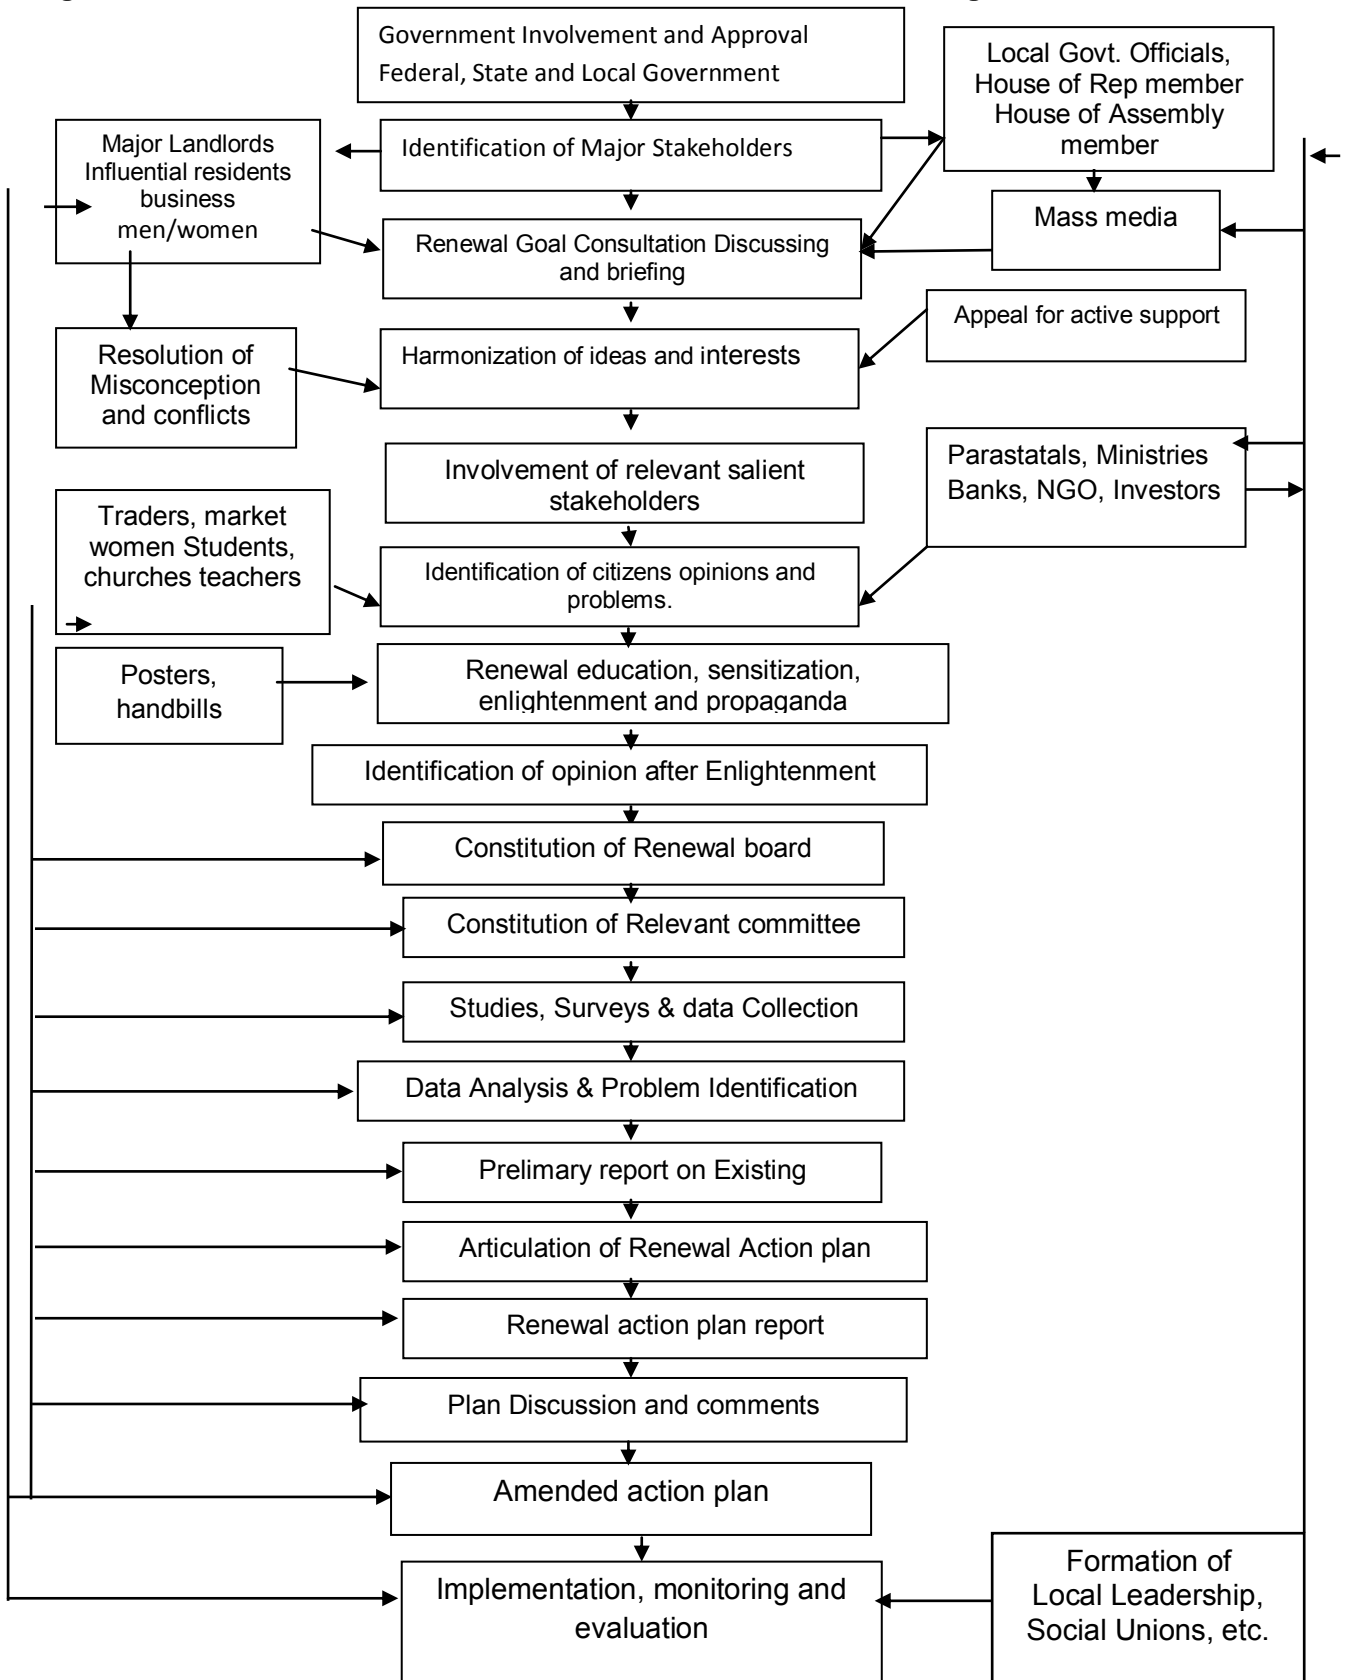 Government Involvement and Approval
Federal, State and Local Government
Local Govt. Officials,
House of Rep member
House of Assembly
member
Major Landlords
Influential residents
business
men/women
Identification of Major Stakeholders
Mass media
Renewal Goal Consultation Discussing
and briefing
Appeal for active support
Resolution of
Misconception
and conflicts
Harmonization of ideas and interests
Involvement of relevant salient
stakeholders
Parastatals, Ministries
Banks, NGO, Investors
Traders, market
women Students,
churches teachers
Identification of citizens opinions and
problems.
Posters,
handbills
Renewal education, sensitization,
enlightenment and propaganda
Identification of opinion after Enlightenment
Constitution of Renewal board
Constitution of Relevant committee
Studies, Surveys & data Collection
Data Analysis & Problem Identification
Prelimary report on Existing
Articulation of Renewal Action plan
Renewal action plan report
Plan Discussion and comments
Amended action plan
Implementation, monitoring and
evaluation
Formation of
Local Leadership,
Social Unions, etc.